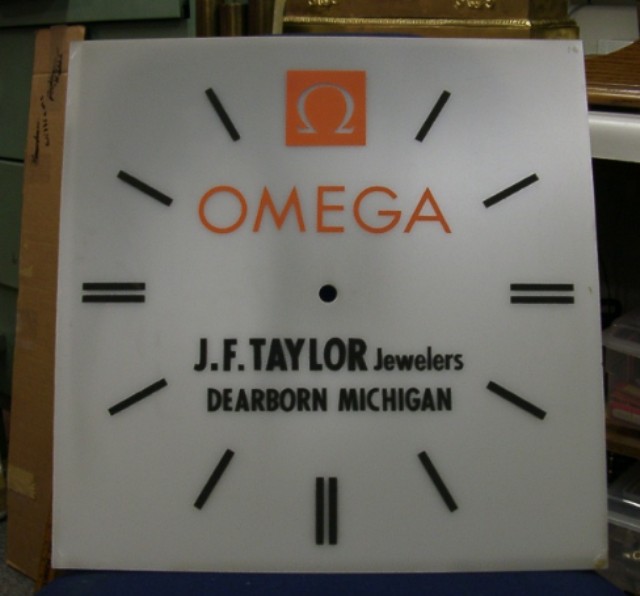 Ω
OMEGA
J.F. TAYLOR Jewelers
DEARBORN MICHIGAN